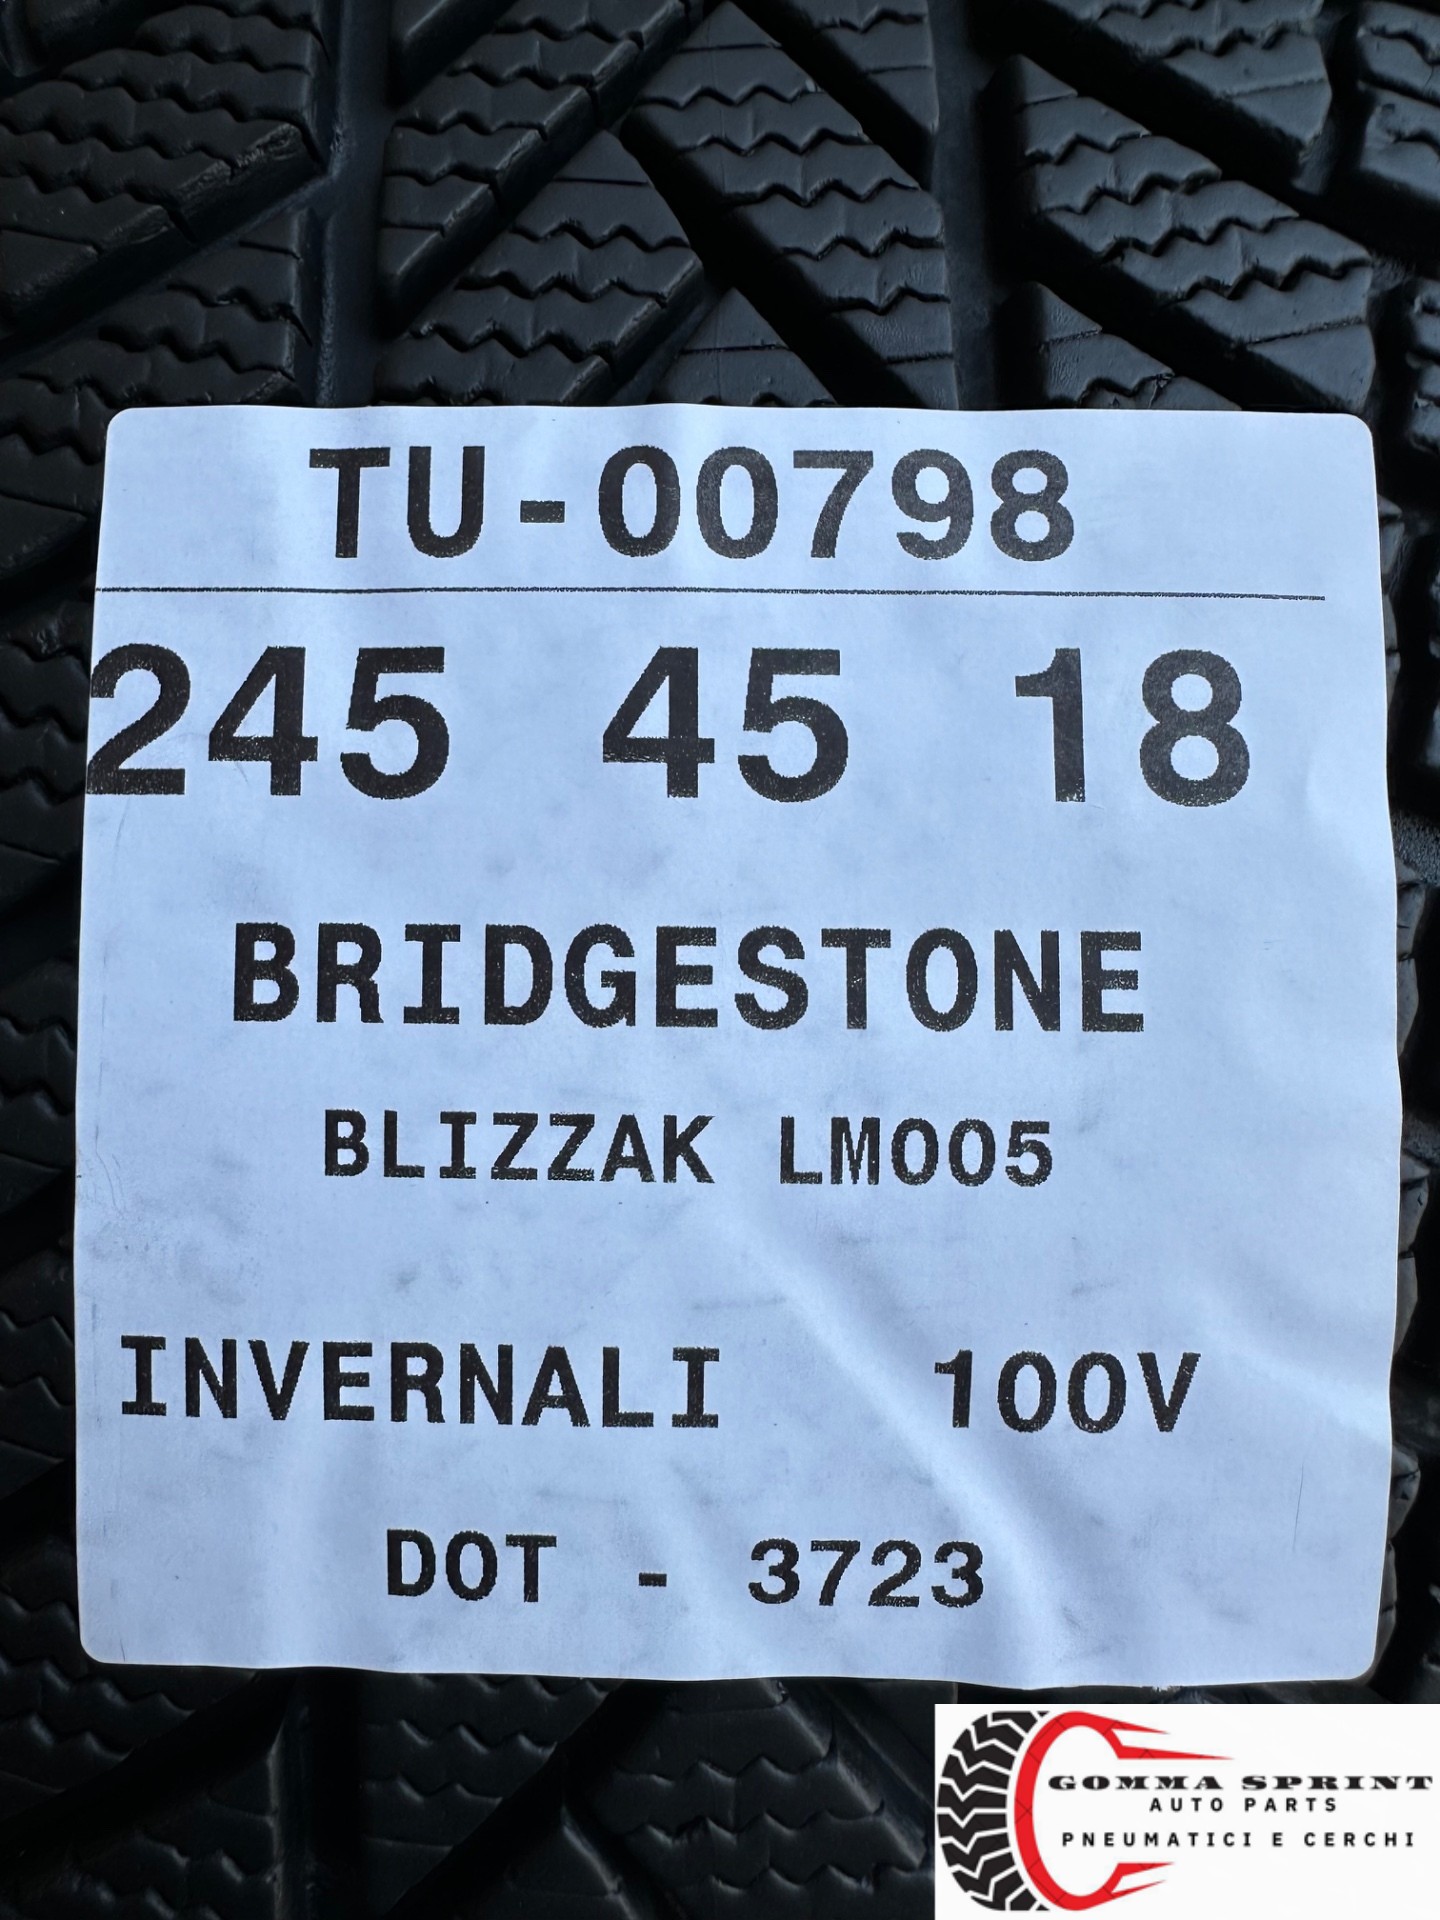 TU-00798
245 45 18
BRIDGESTONE
BLIZZAK LM005
INVERNALI 100V
DOT - 3723
GOMMA SPRINT
AUTO PARTS
PNEUMATICI E CERCHI